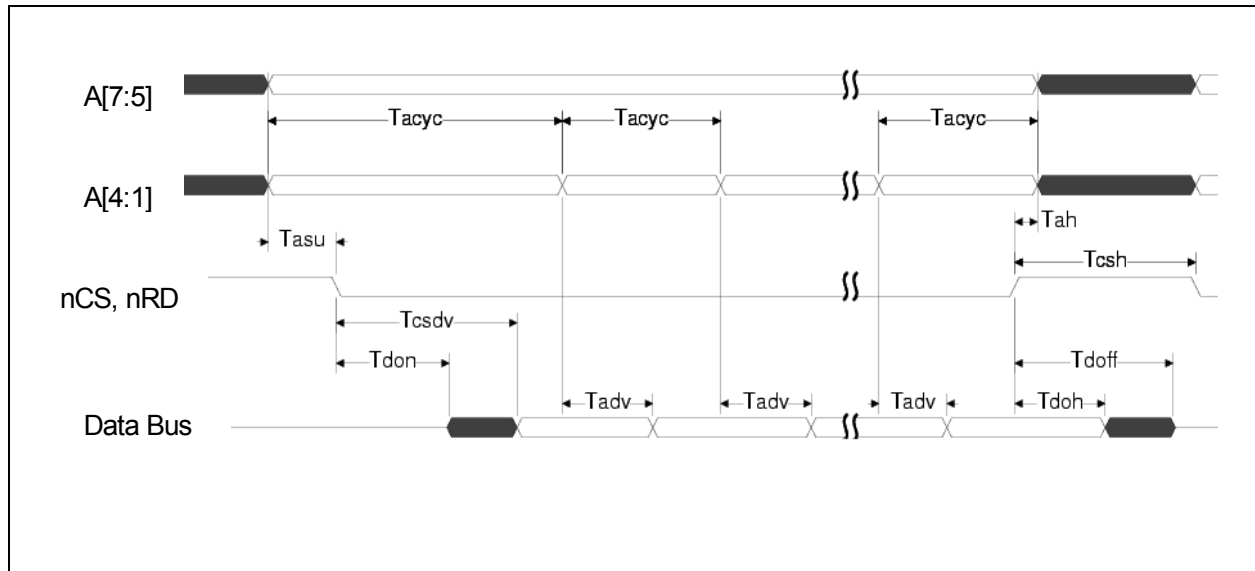 A[7:5]
Tacyc Tacyc Tacyc
A[4:1]
Tah
Tasu
Tcsh
nCS, nRD
Tcsdv
Tdon Tdoff
Tadv Tadv Tadv Tdoh
Data Bus